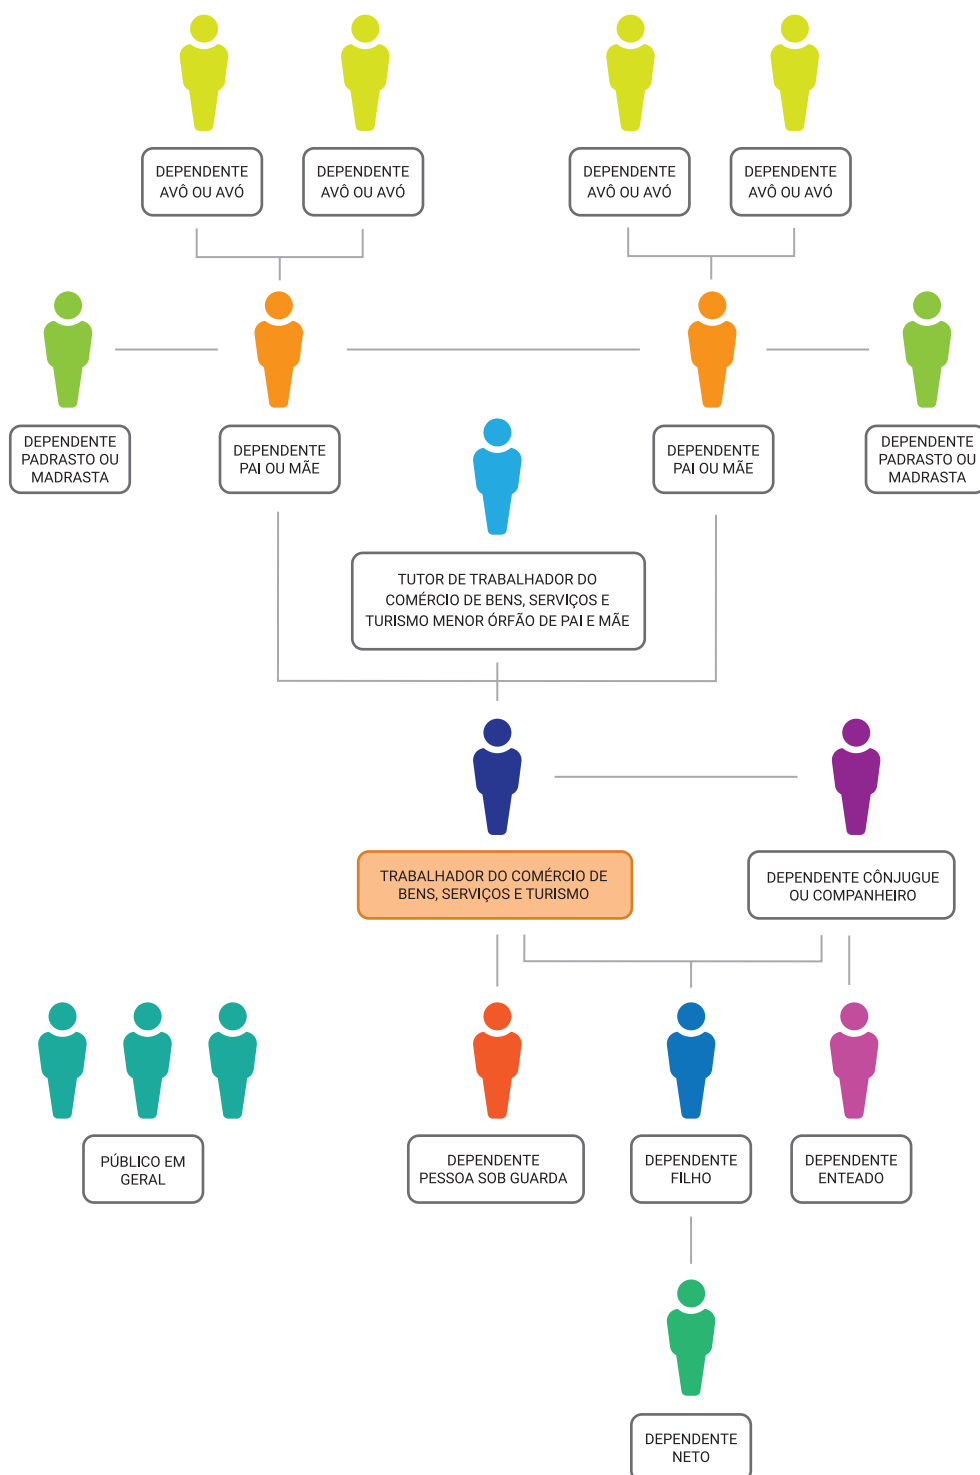 DEPENDENTE
AVÔ OU AVÓ
DEPENDENTE
AVÔ OU AVÓ
DEPENDENTE
AVÔ OU AVÓ
DEPENDENTE
AVÔ OU AVÓ
DEPENDENTE
PADRASTO OU
MADRASTA
DEPENDENTE
PAI OU MÃE
DEPENDENTE
PAI OU MÃE
DEPENDENTE
PADRASTO OU
MADRASTA
TUTOR DE TRABALHADOR DO
COMÉRCIO DE BENS, SERVIÇOS E
TURISMO MENOR ÓRFÃO DE PAI E MÃE
TRABALHADOR DO COMÉRCIO DE
BENS, SERVIÇOS E TURISMO
DEPENDENTE CÔNJUGUE
OU COMPANHEIRO
PÚBLICO EM
GERAL
DEPENDENTE
PESSOA SOB GUARDA
DEPENDENTE
FILHO
DEPENDENTE
ENTEADO
DEPENDENTE
NETO